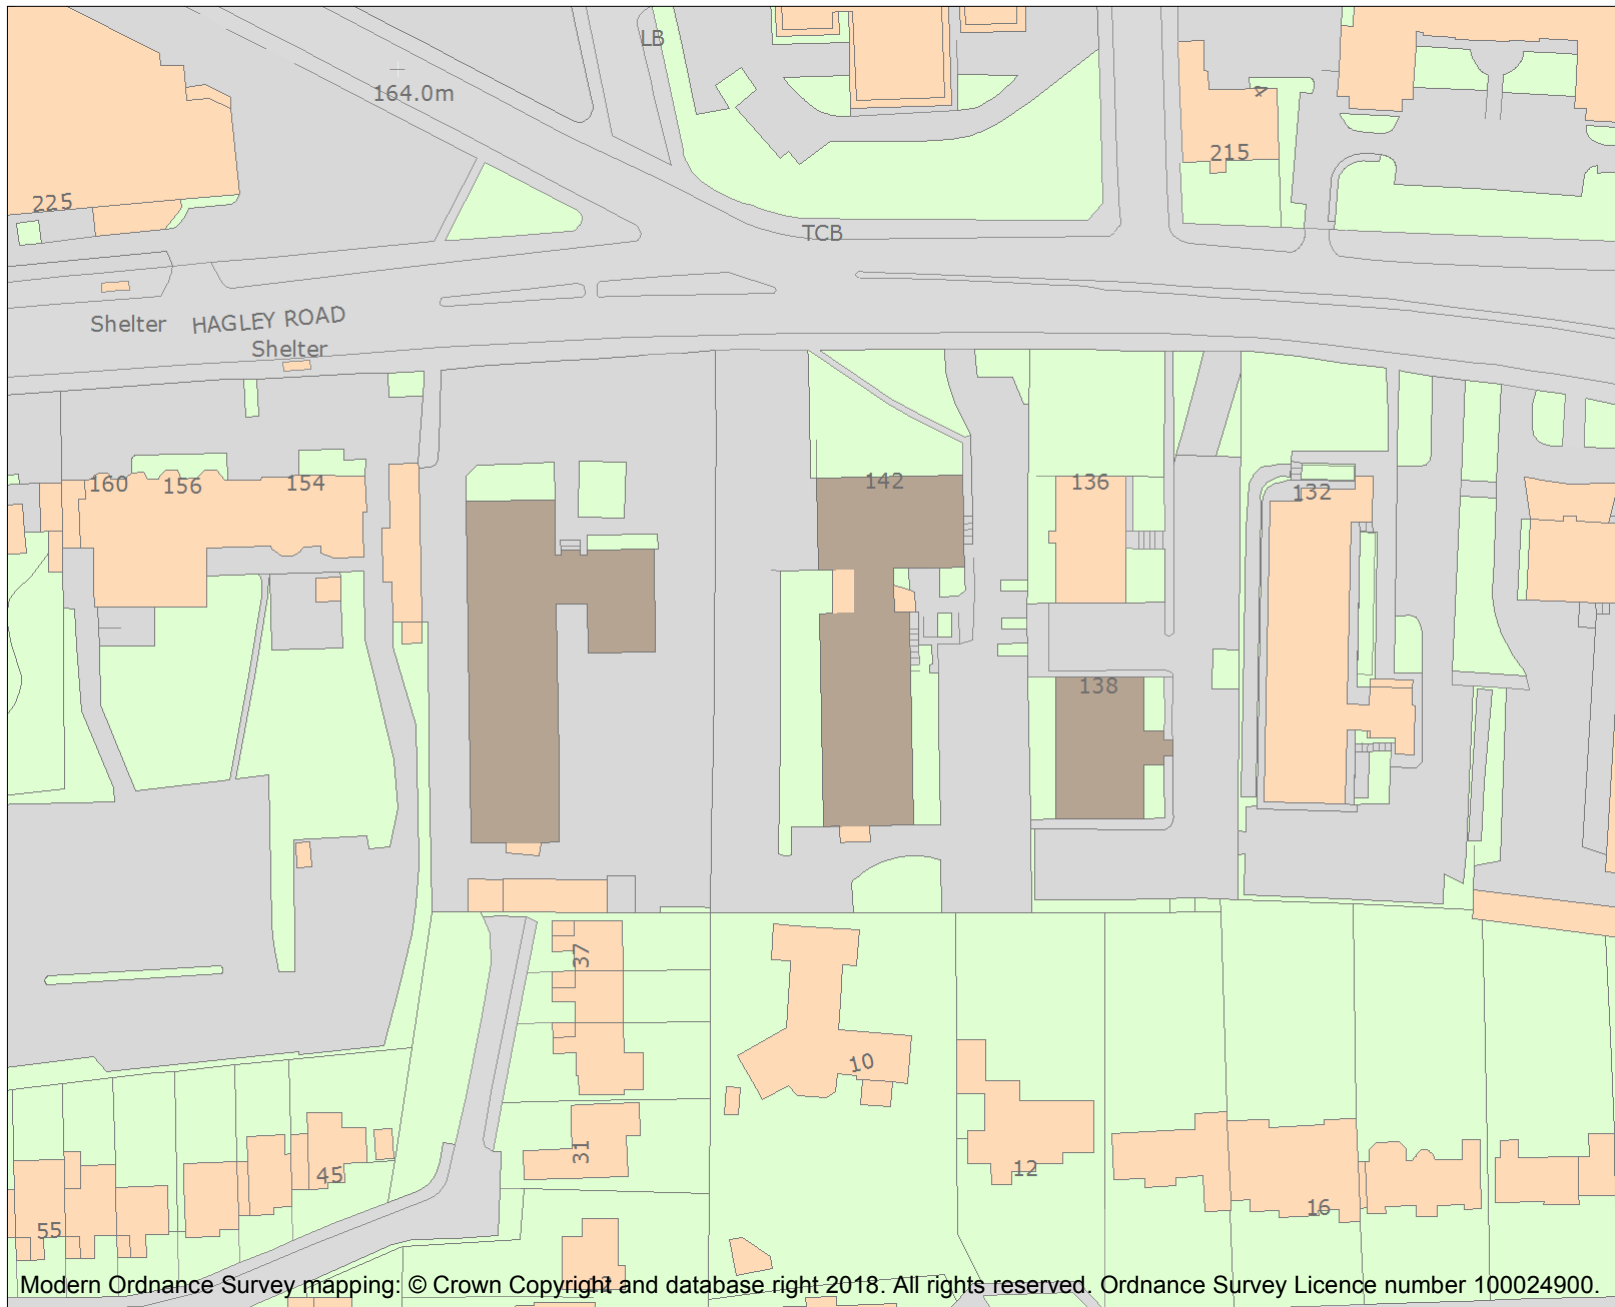 LB
164.0m
4
215
225
TCB
Shelter
HAGLEY ROAD
Shelter
160
156
154
142
136
132
138
37
10
31
12
45
16
55
Modern Ordnance Survey mapping: © Crown Copyright and database right 2018. All rights reserved. Ordnance Survey Licence number 100024900.